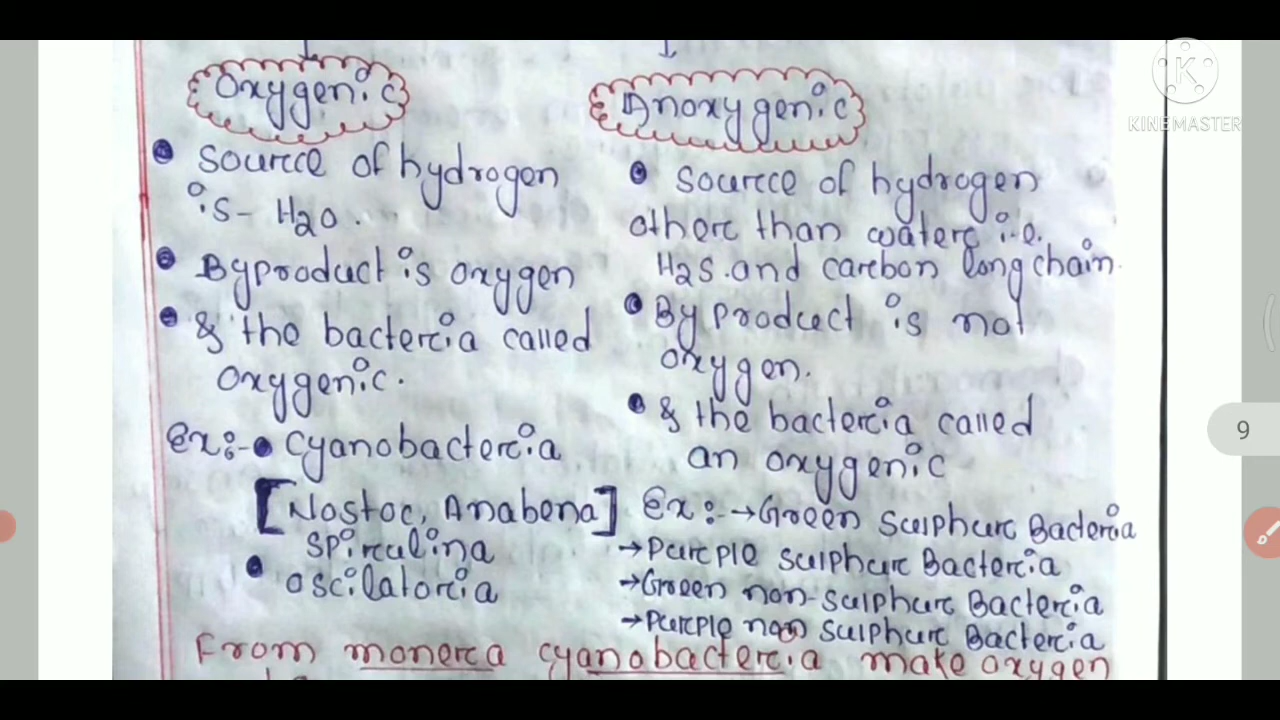 Oxygenic
Source of hydrogen
is- H2O.
Byproduct is oxygen
& the bacteria called
oxygenic.
Ex:- Cyanobacteria
[Nostoc, Anabena]
Spirulina
oscilatoria
Anoxygenic
Source of hydrogen
other than water i.e.
H2S. and carbon long chain.
By product is not
oxygen.
& the bacteria called
an oxygenic
Ex:- →Green Sulphur Bacteria
→Purple Sulphur Bacteria
→Green non-Sulphur Bacteria
→Purple non Sulphur Bacteria
From monera cyanobacteria make oxygen
KINEMASTER
9